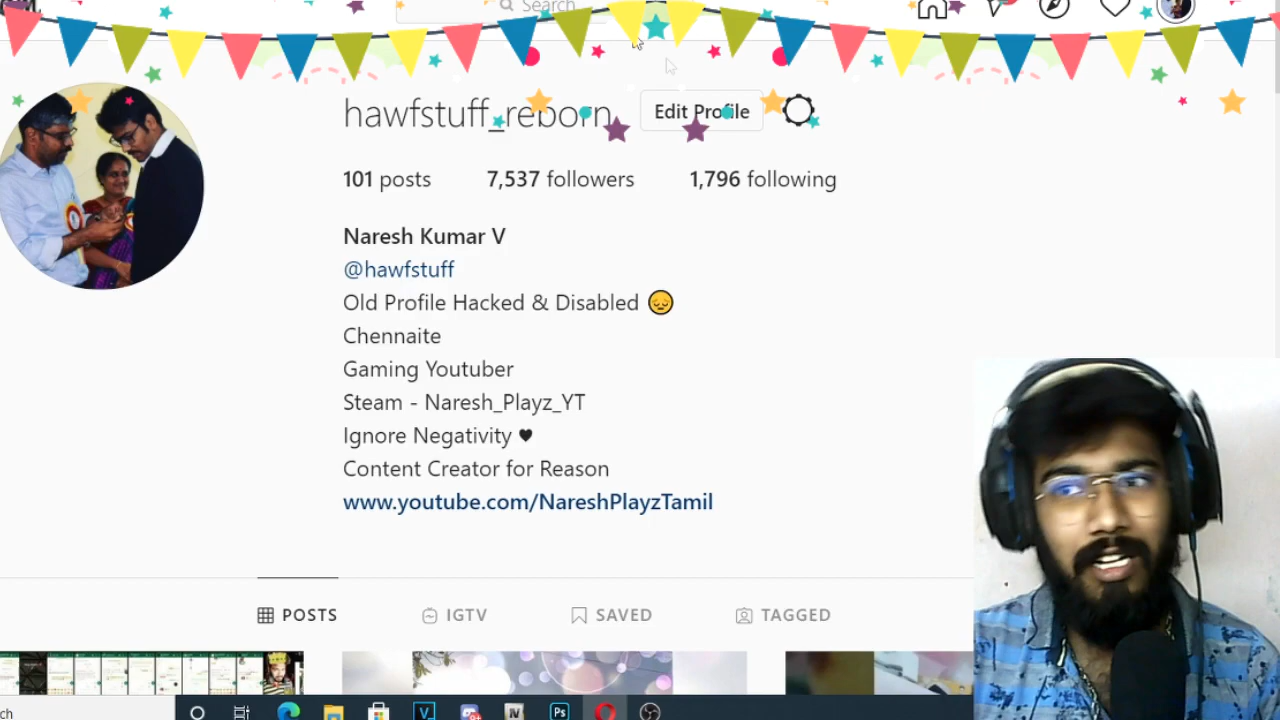 Search
hawfstuff_reborn Edit Profile
101 posts 7,537 followers 1,796 following
Naresh Kumar V
@hawfstuff
Old Profile Hacked & Disabled 😔
Chennaite
Gaming Youtuber
Steam - Naresh_Playz_YT
Ignore Negativity ♥
Content Creator for Reason
www.youtube.com/NareshPlayzTamil
POSTS IGTV SAVED TAGGED
ch
V Ps